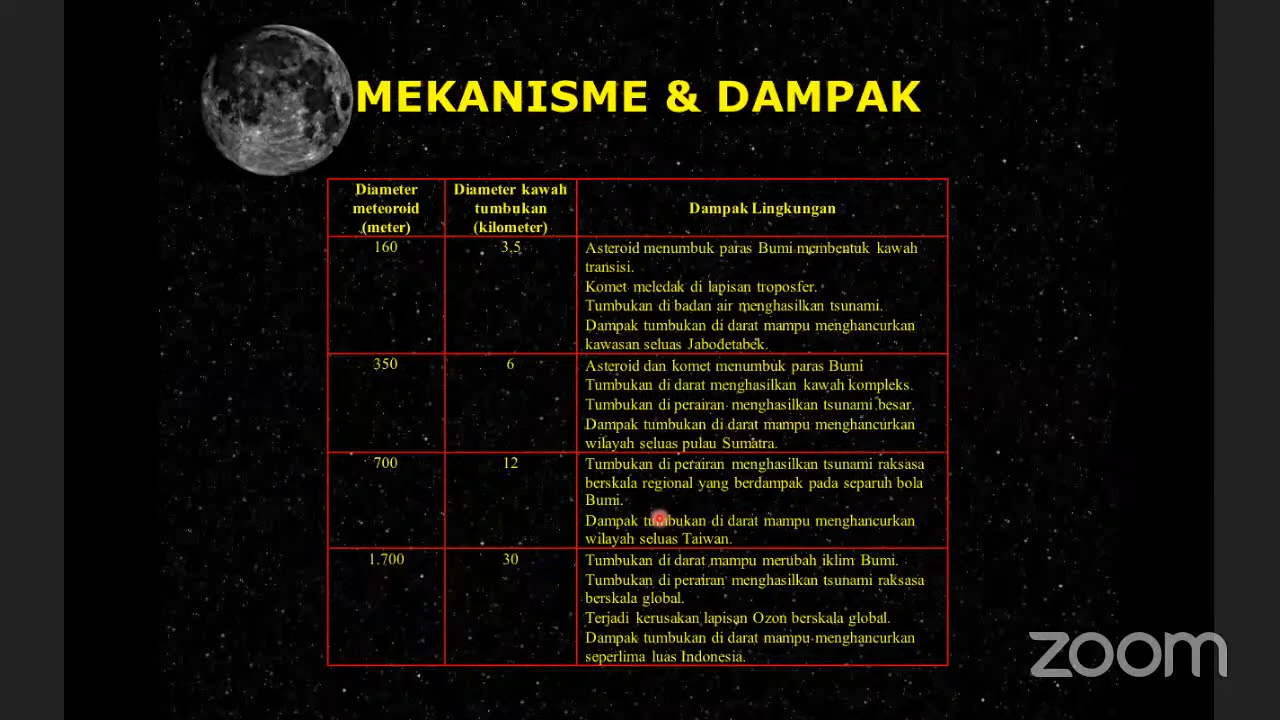 MEKANISME & DAMPAK
Diameter
meteoroid
(meter)
Diameter kawah
tumbukan
(kilometer)
Dampak Lingkungan
160
3,5
Asteroid menumbuk paras Bumi membentuk kawah
transisi.
Komet meledak di lapisan troposfer.
Tumbukan di badan air menghasilkan tsunami.
Dampak tumbukan di darat mampu menghancurkan
kawasan seluas Jabodetabek.
350
6
Asteroid dan komet menumbuk paras Bumi
Tumbukan di darat menghasilkan kawah kompleks.
Tumbukan di perairan menghasilkan tsunami besar.
Dampak tumbukan di darat mampu menghancurkan
wilayah seluas pulau Sumatra.
700
12
Tumbukan di perairan menghasilkan tsunami raksasa
berskala regional yang berdampak pada separuh bola
Bumi.
Dampak tumbukan di darat mampu menghancurkan
wilayah seluas Taiwan.
1.700
30
Tumbukan di darat mampu merubah iklim Bumi.
Tumbukan di perairan menghasilkan tsunami raksasa
berskala global.
Terjadi kerusakan lapisan Ozon berskala global.
Dampak tumbukan di darat mampu menghancurkan
seperlima luas Indonesia.
zoom